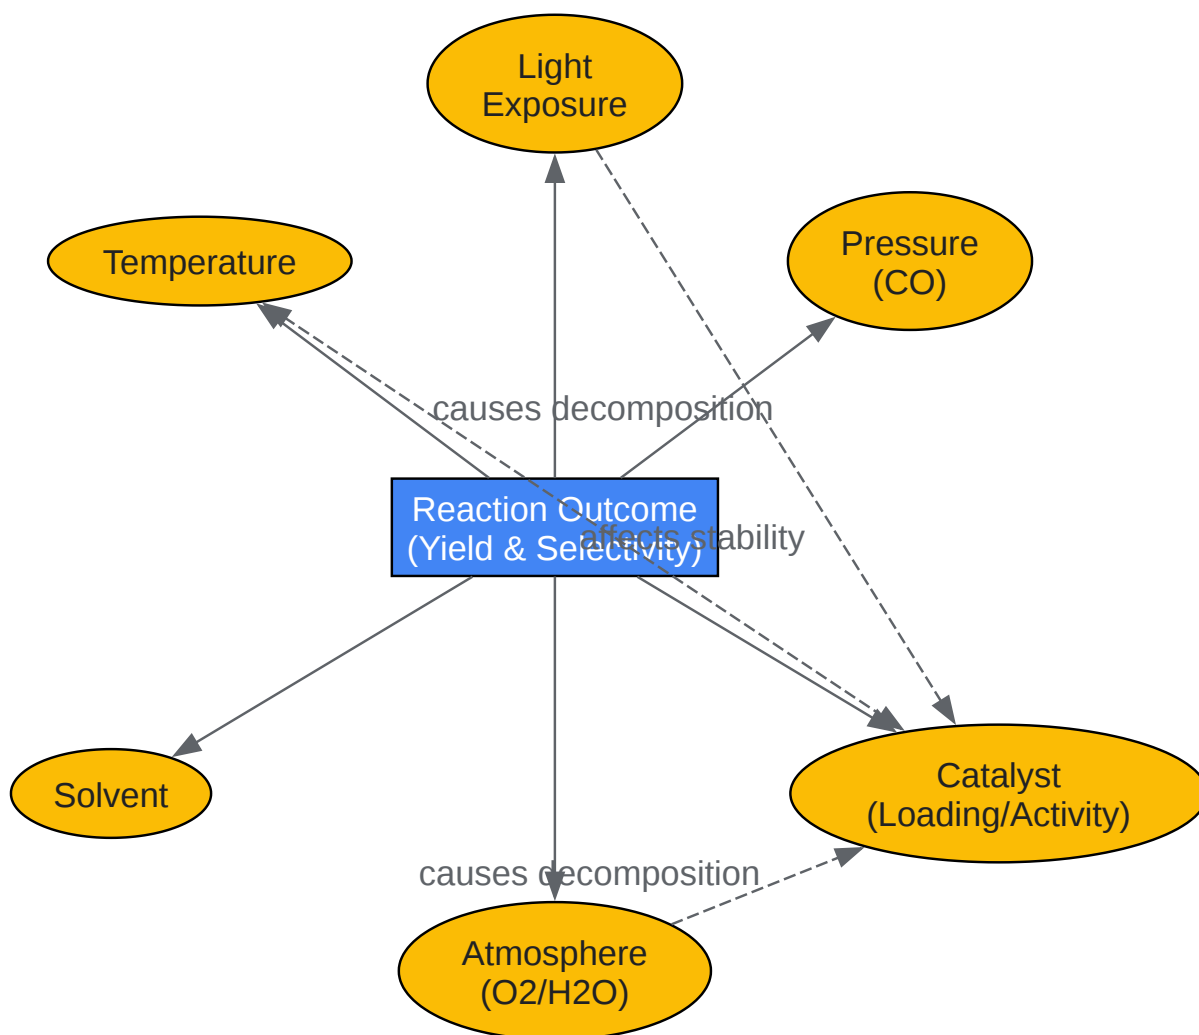 Light
Exposure
Temperature
Pressure
(CO)
causes decomposition
Reaction Outcome
(Yield & Selectivity)
affects stability
Solvent
Catalyst
(Loading/Activity)
causes decomposition
Atmosphere
(O2/H2O)